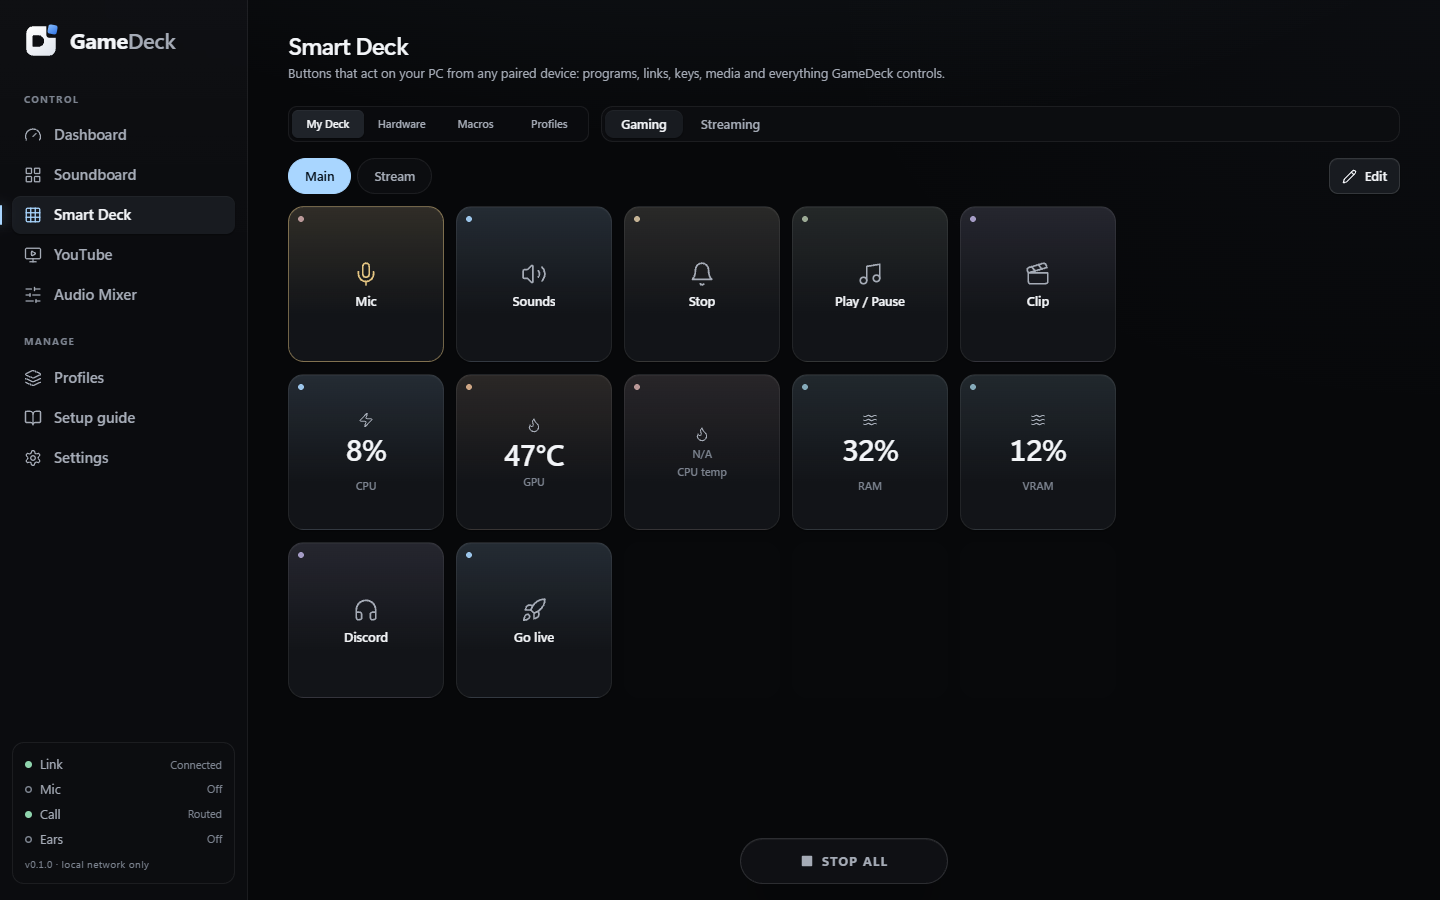 GameDeck
CONTROL
Dashboard
Soundboard
Smart Deck
YouTube
Audio Mixer
MANAGE
Profiles
Setup guide
Settings
Link Connected
Mic Off
Call Routed
Ears Off
v0.1.0 · local network only
Smart Deck
Buttons that act on your PC from any paired device: programs, links, keys, media and everything GameDeck controls.
My Deck Hardware Macros Profiles Gaming Streaming
Main Stream Edit
Mic Sounds Stop Play / Pause Clip
8% 47°C N/A 32% 12%
CPU GPU CPU temp RAM VRAM
Discord Go live
STOP ALL